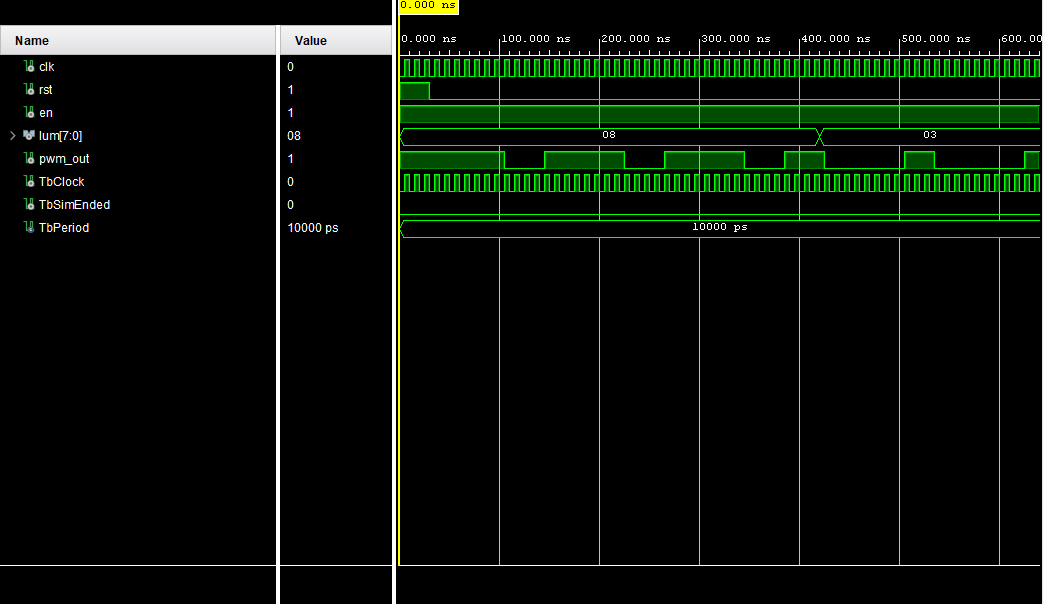 0.000 ns
Name Value
0.000 ns 100.000 ns 200.000 ns 300.000 ns 400.000 ns 500.000 ns 600.00
clk 0
rst 1
en 1
lum[7:0] 08 08 03
pwm_out 1
TbClock 0
TbSimEnded 0
TbPeriod 10000 ps 10000 ps